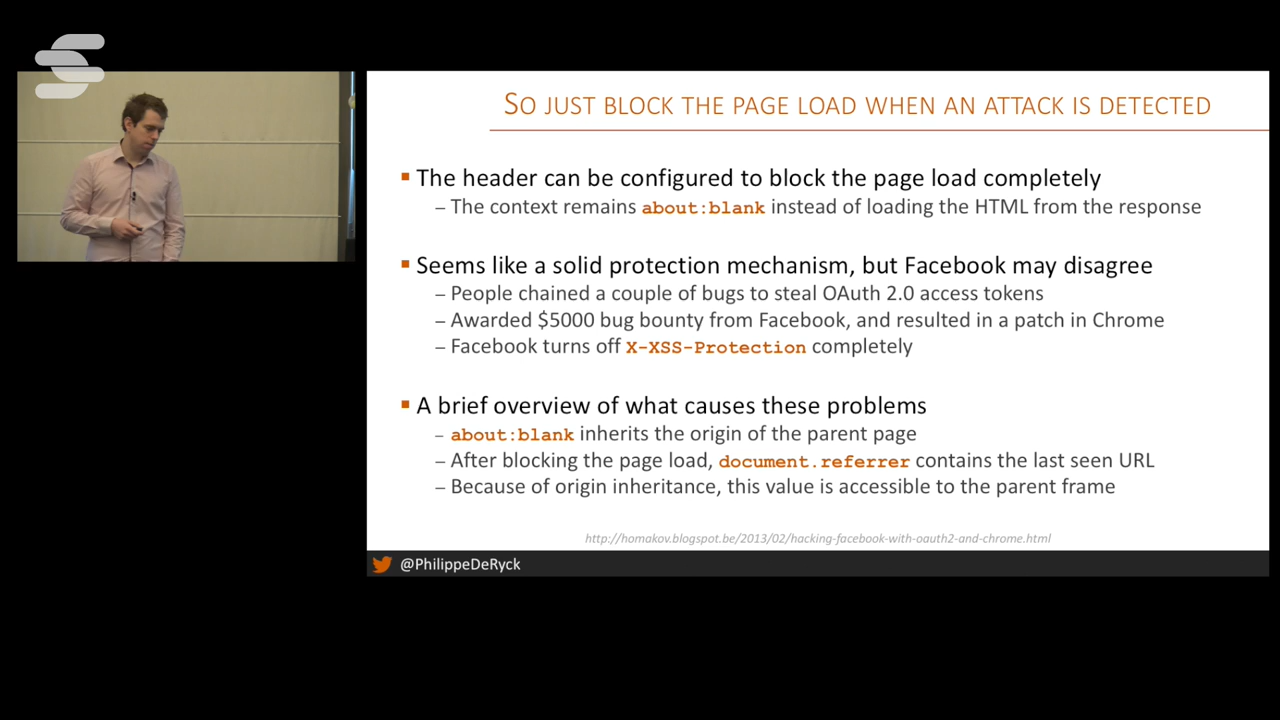 SO JUST BLOCK THE PAGE LOAD WHEN AN ATTACK IS DETECTED
▪ The header can be configured to block the page load completely
– The context remains about:blank instead of loading the HTML from the response
▪ Seems like a solid protection mechanism, but Facebook may disagree
– People chained a couple of bugs to steal OAuth 2.0 access tokens
– Awarded $5000 bug bounty from Facebook, and resulted in a patch in Chrome
– Facebook turns off X-XSS-Protection completely
▪ A brief overview of what causes these problems
– about:blank inherits the origin of the parent page
– After blocking the page load, document.referrer contains the last seen URL
– Because of origin inheritance, this value is accessible to the parent frame
http://homakov.blogspot.be/2013/02/hacking-facebook-with-oauth2-and-chrome.html
@PhilippeDeRyck